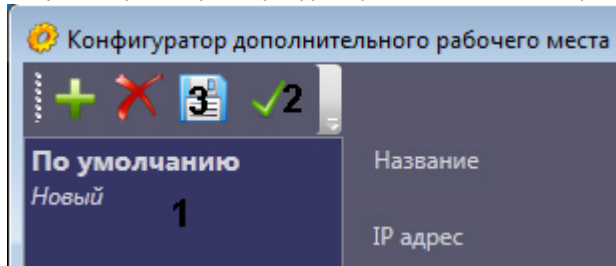 Конфигуратор дополнительного рабочего места
3 2
По умолчанию
Новый
1
Название
IP адрес